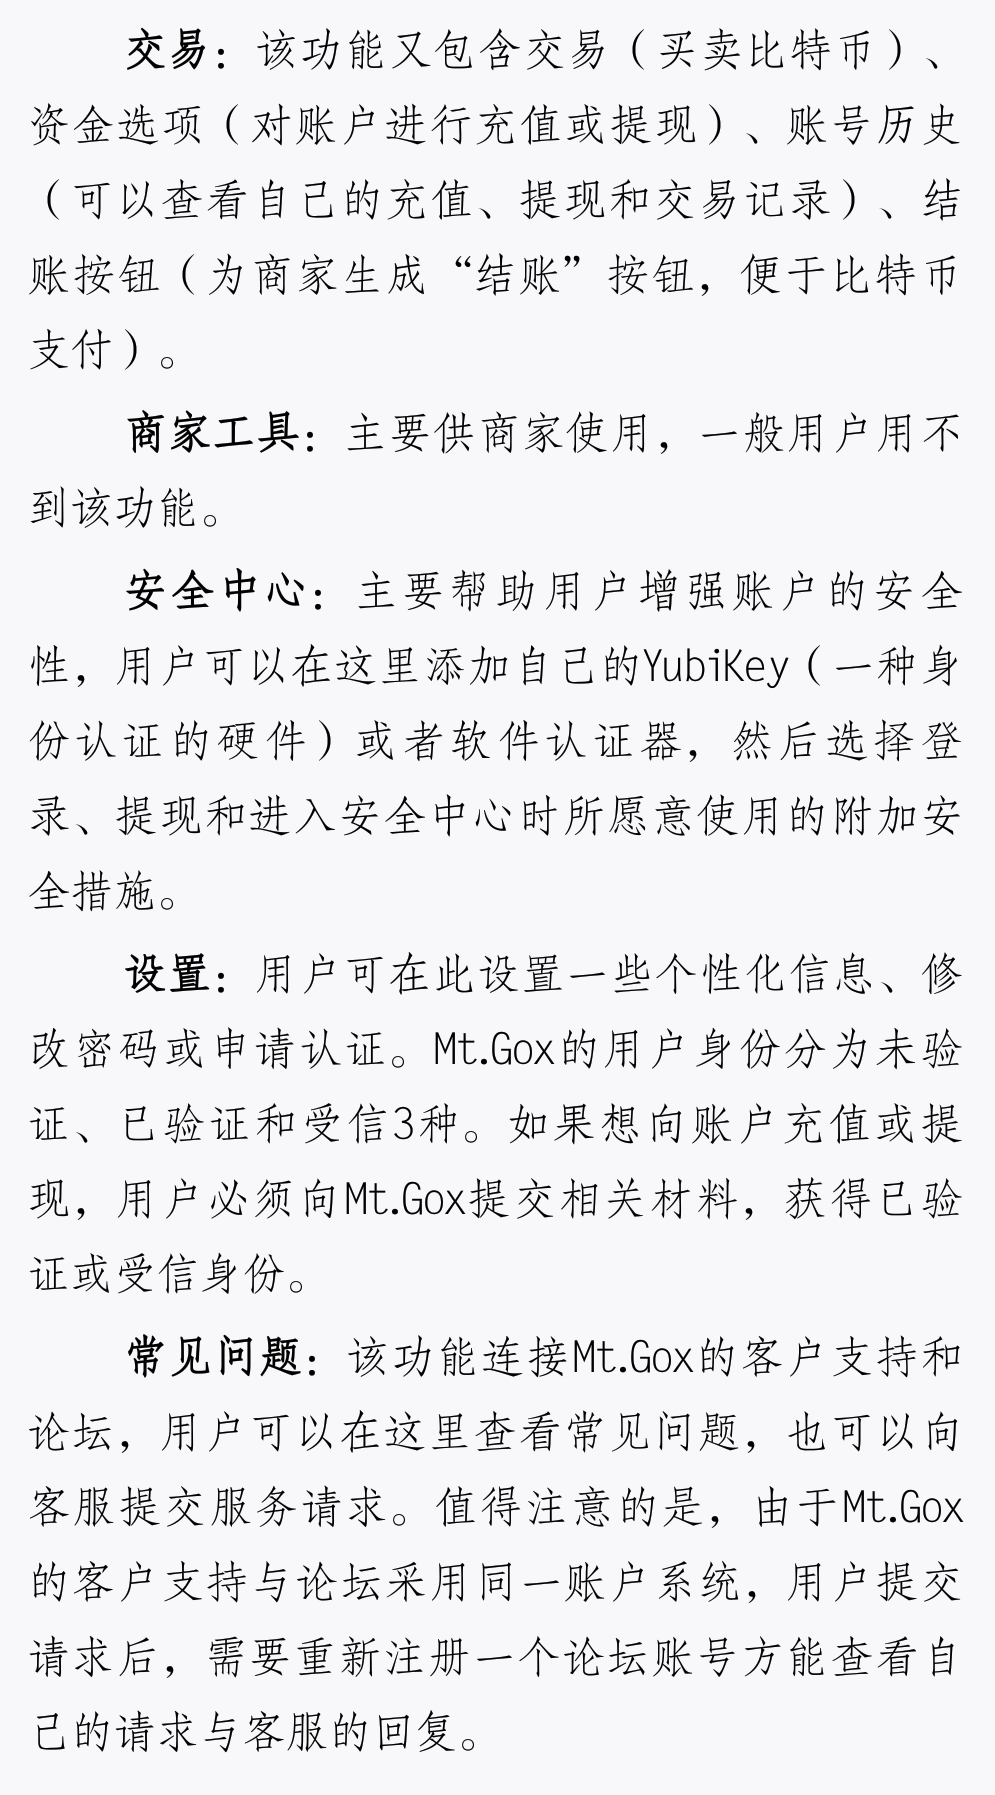 交易：该功能又包含交易（买卖比特币）、
资金选项（对账户进行充值或提现）、账号历史
（可以查看自己的充值、提现和交易记录）、结
账按钮（为商家生成“结账”按钮，便于比特币
支付）。
商家工具：主要供商家使用，一般用户用不
到该功能。
安全中心：主要帮助用户增强账户的安全
性，用户可以在这里添加自己的YubiKey（一种身
份认证的硬件）或者软件认证器，然后选择登
录、提现和进入安全中心时所愿意使用的附加安
全措施。
设置：用户可在此设置一些个性化信息、修
改密码或申请认证。Mt.Gox的用户身份分为未验
证、已验证和受信3种。如果想向账户充值或提
现，用户必须向Mt.Gox提交相关材料，获得已验
证或受信身份。
常见问题：该功能连接Mt.Gox的客户支持和
论坛，用户可以在这里查看常见问题，也可以向
客服提交服务请求。值得注意的是，由于Mt.Gox
的客户支持与论坛采用同一账户系统，用户提交
请求后，需要重新注册一个论坛账号方能查看自
己的请求与客服的回复。